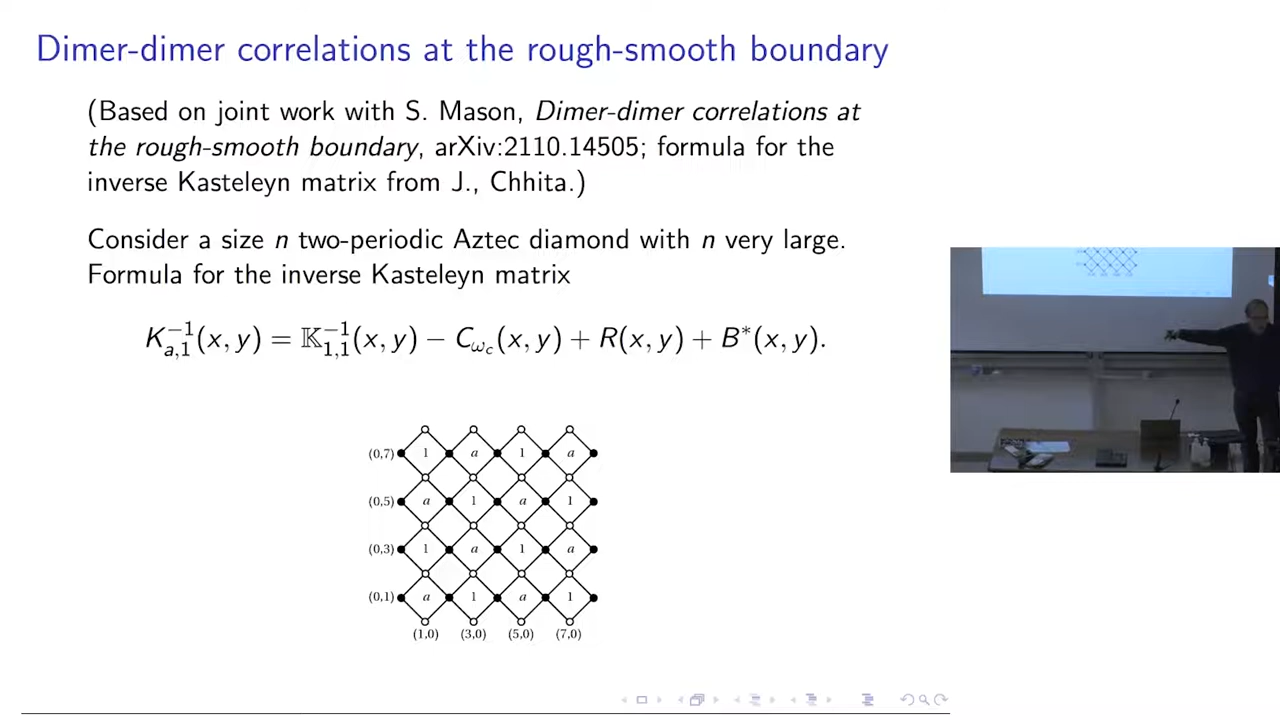 Dimer-dimer correlations at the rough-smooth boundary
(Based on joint work with S. Mason, Dimer-dimer correlations at
the rough-smooth boundary, arXiv:2110.14505; formula for the
inverse Kasteleyn matrix from J., Chhita.)
Consider a size n two-periodic Aztec diamond with n very large.
Formula for the inverse Kasteleyn matrix
K_{a,1}^{-1}(x, y) = 𝕂_{1,1}^{-1}(x, y) − C_{ω_c}(x, y) + R(x, y) + B^*(x, y).
(0,7) 1 a 1 a
(0,5) a 1 a 1
(0,3) 1 a 1 a
(0,1) a 1 a 1
(1,0) (3,0) (5,0) (7,0)